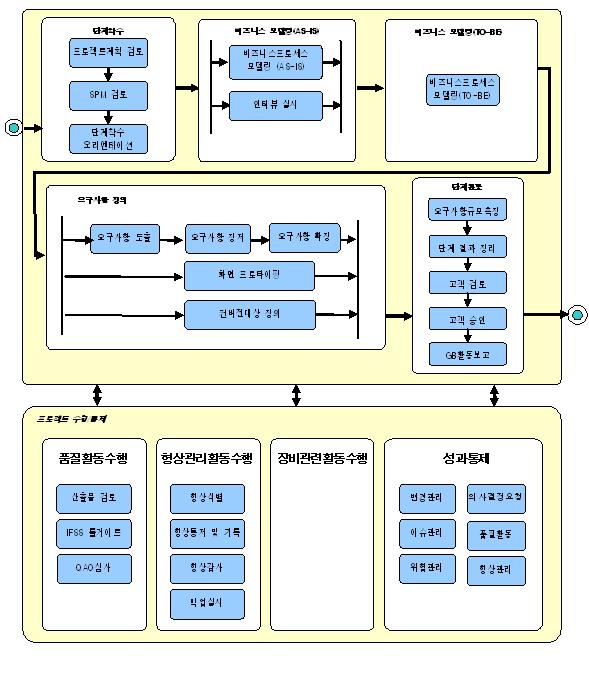 단계착수
프로젝트계획 검토
SPM 검토
단계착수
오리엔테이션
비즈니스 모델링(AS-IS)
비즈니스프로세스
모델링 (AS-IS)
인터뷰 실시
비즈니스 모델링(TO-BE)
비즈니스프로세스
모델링(TO-BE)
요구사항 정의
요구사항 도출
요구사항 정제
요구사항 확정
화면 프로타이핑
컨버전대상 정의
단계종료
요구사항규모측정
단계 결과 정리
고객 검토
고객 승인
GB활동보고
프로젝트 수행 통제
품질활동수행
산출물 검토
IFSS 톨게이트
QAO심사
형상관리활동수행
형상식별
형상통제 및 기록
형상감사
백업실시
장비관련활동수행
성과통제
변경관리
의사결정요청
이슈관리
품질활동
위험관리
형상관리